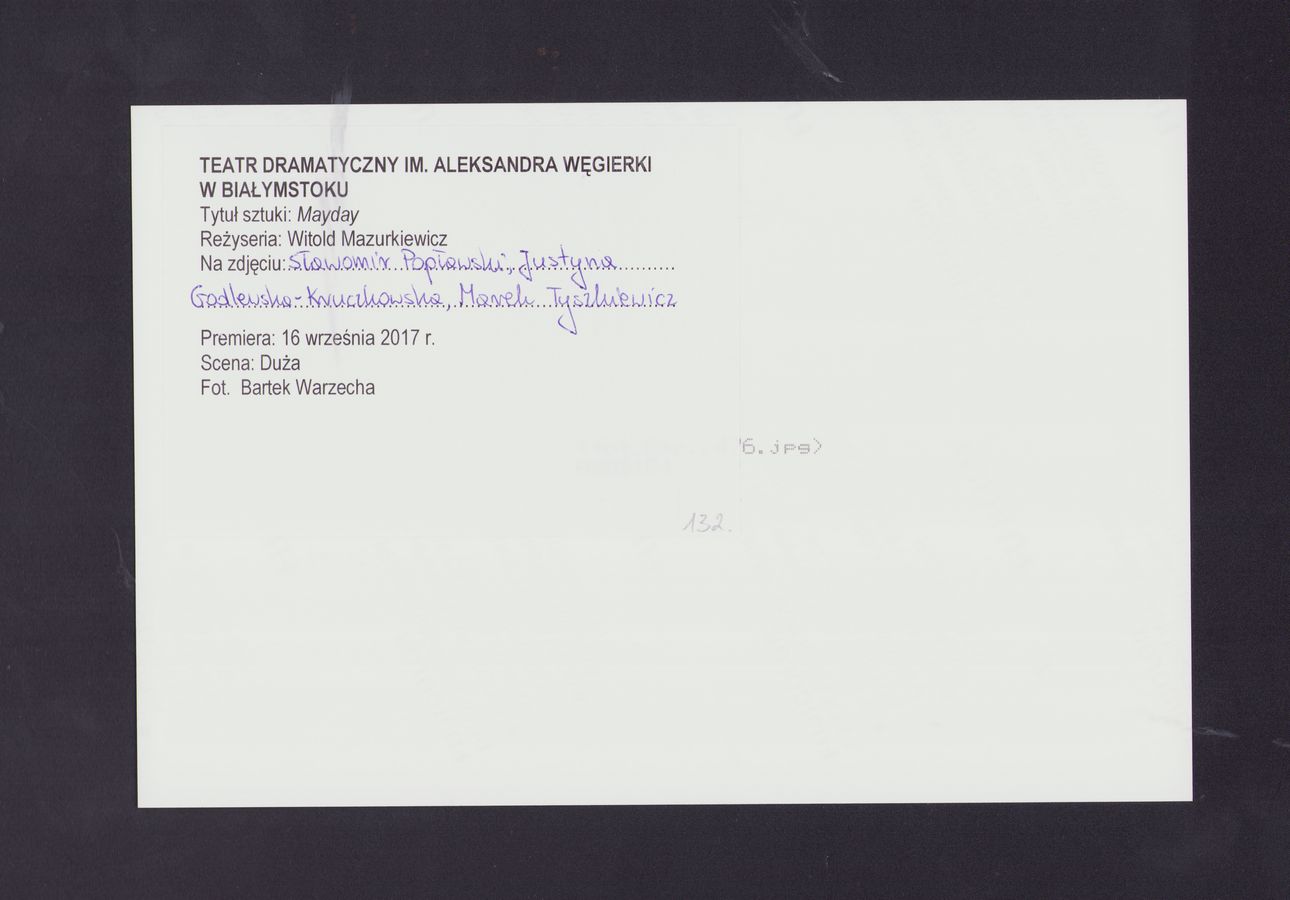 TEATR DRAMATYCZNY IM. ALEKSANDRA WĘGIERKI
W BIAŁYMSTOKU
Tytuł sztuki: Mayday
Reżyseria: Witold Mazurkiewicz
Na zdjęciu: Sławomir Popławski, Justyna
Godlewska-Kruczkowska, Marek Tyszkiewicz
Premiera: 16 września 2017 r.
Scena: Duża
Fot. Bartek Warzecha
6.jpg>
132.